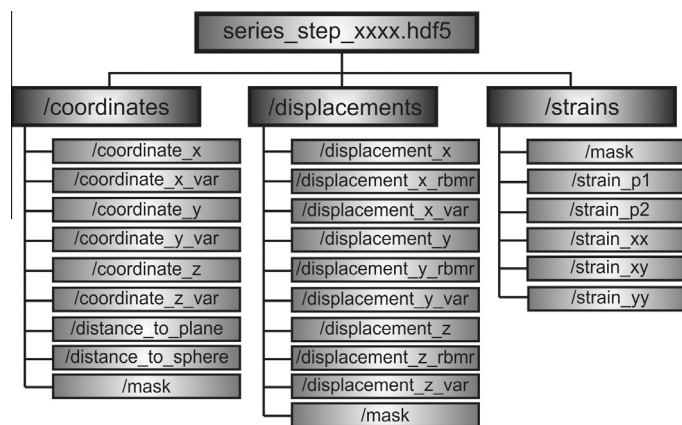 series_step_xxxx.hdf5
/coordinates
/coordinate_x
/coordinate_x_var
/coordinate_y
/coordinate_y_var
/coordinate_z
/coordinate_z_var
/distance_to_plane
/distance_to_sphere
/mask
/displacements
/displacement_x
/displacement_x_rbmr
/displacement_x_var
/displacement_y
/displacement_y_rbmr
/displacement_y_var
/displacement_z
/displacement_z_rbmr
/displacement_z_var
/mask
/strains
/mask
/strain_p1
/strain_p2
/strain_xx
/strain_xy
/strain_yy